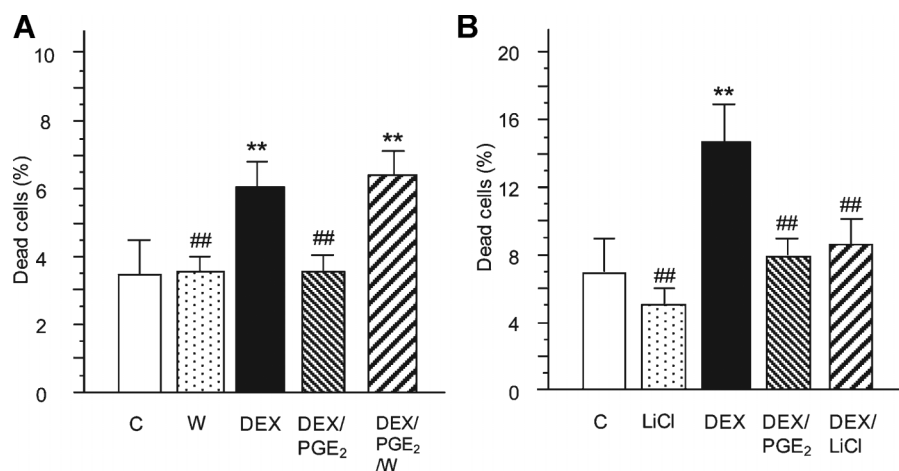 A
B
10
8
6
4
2
0
Dead cells (%)
**
**
##
##
C
W
DEX
DEX/
PGE₂
DEX/
PGE₂
/W
20
16
12
8
4
0
Dead cells (%)
**
##
##
##
C
LiCl
DEX
DEX/
PGE₂
DEX/
LiCl